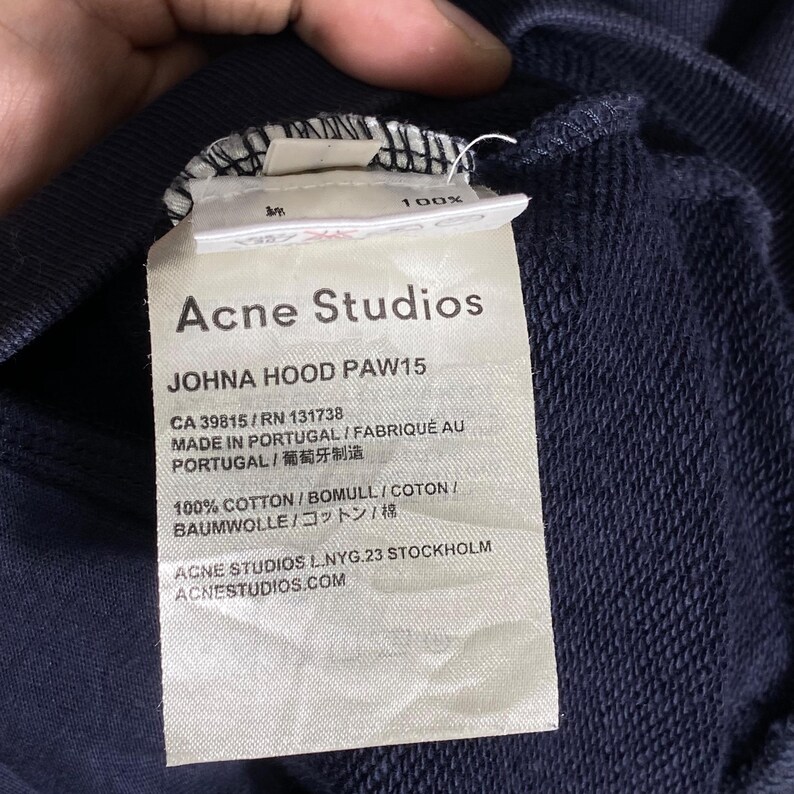 綿 100%
Acne Studios
JOHNA HOOD PAW15
CA 39815 / RN 131738
MADE IN PORTUGAL / FABRIQUÉ AU
PORTUGAL / 葡萄牙制造
100% COTTON / BOMULL / COTON /
BAUMWOLLE / コットン / 棉
ACNE STUDIOS L.NYG.23 STOCKHOLM
ACNESTUDIOS.COM